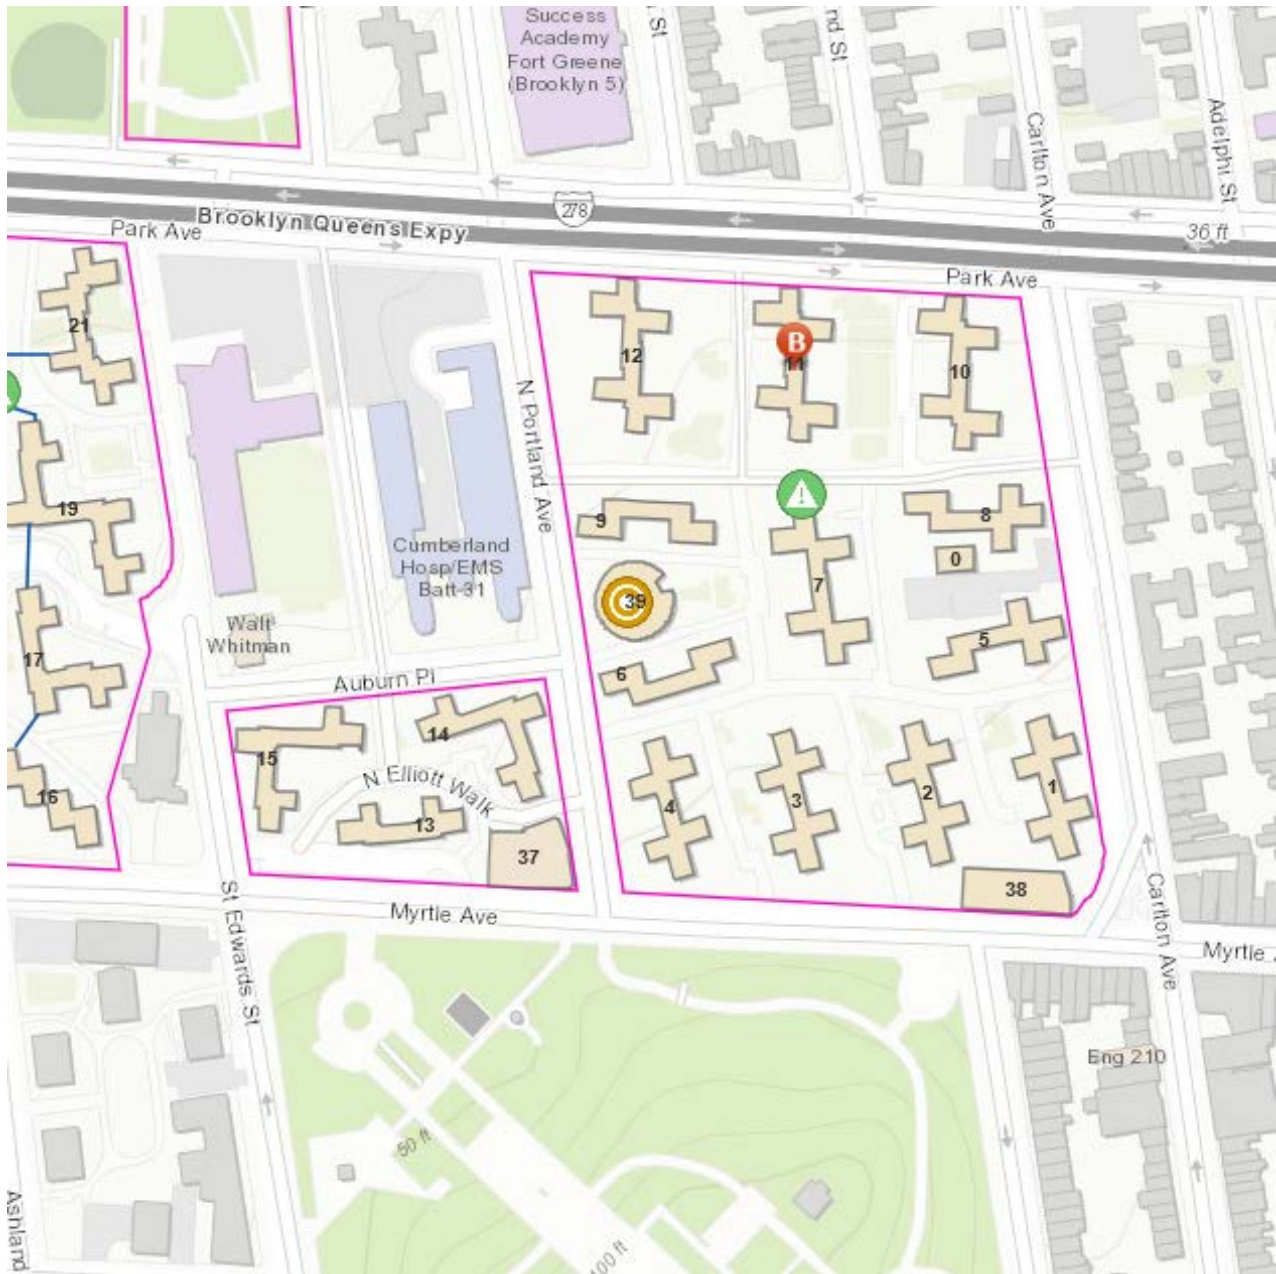 Success
Academy
Fort Greene
(Brooklyn 5)
St
nd St
Carlton Ave
Adelphi St
278
Brooklyn Queens Expy
Park Ave
36 ft
Park Ave
21
12
B
11
10
N Portland Ave
19
9
8
Cumberland
Hosp/EMS
Batt-31
0
7
39
Walt
Whitman
5
17
6
Auburn Pl
15
14
N Elliott Walk
16
13
4
3
2
1
37
38
St Edwards St
Myrtle Ave
Carlton Ave
Myrtle
Eng 210
50 ft
Ashland
100 ft